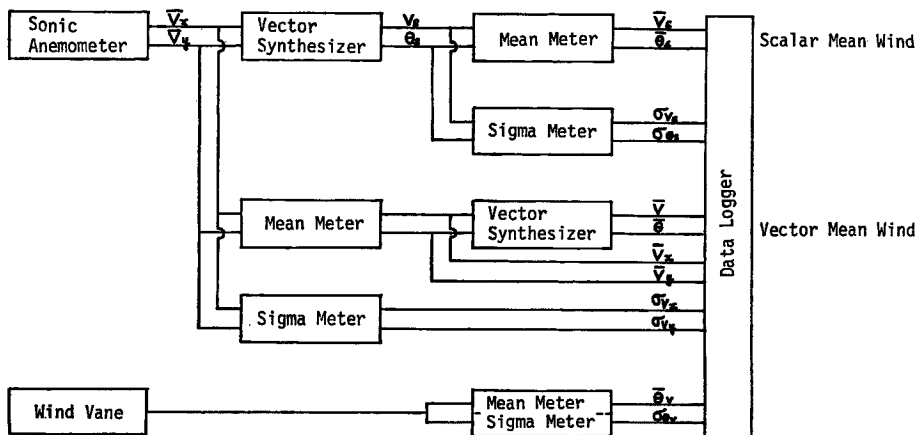 Sonic
Anemometer
V̄x
V̄y
Vector
Synthesizer
Vs
θs
Mean Meter
V̄s
θ̄s
Scalar Mean Wind
Sigma Meter
σVs
σθs
Mean Meter
Vector
Synthesizer
V̄
θ̄
V̄x
V̄y
Data Logger
Vector Mean Wind
Sigma Meter
σVx
σVy
Wind Vane
Mean Meter
Sigma Meter
θ̄v
σθv